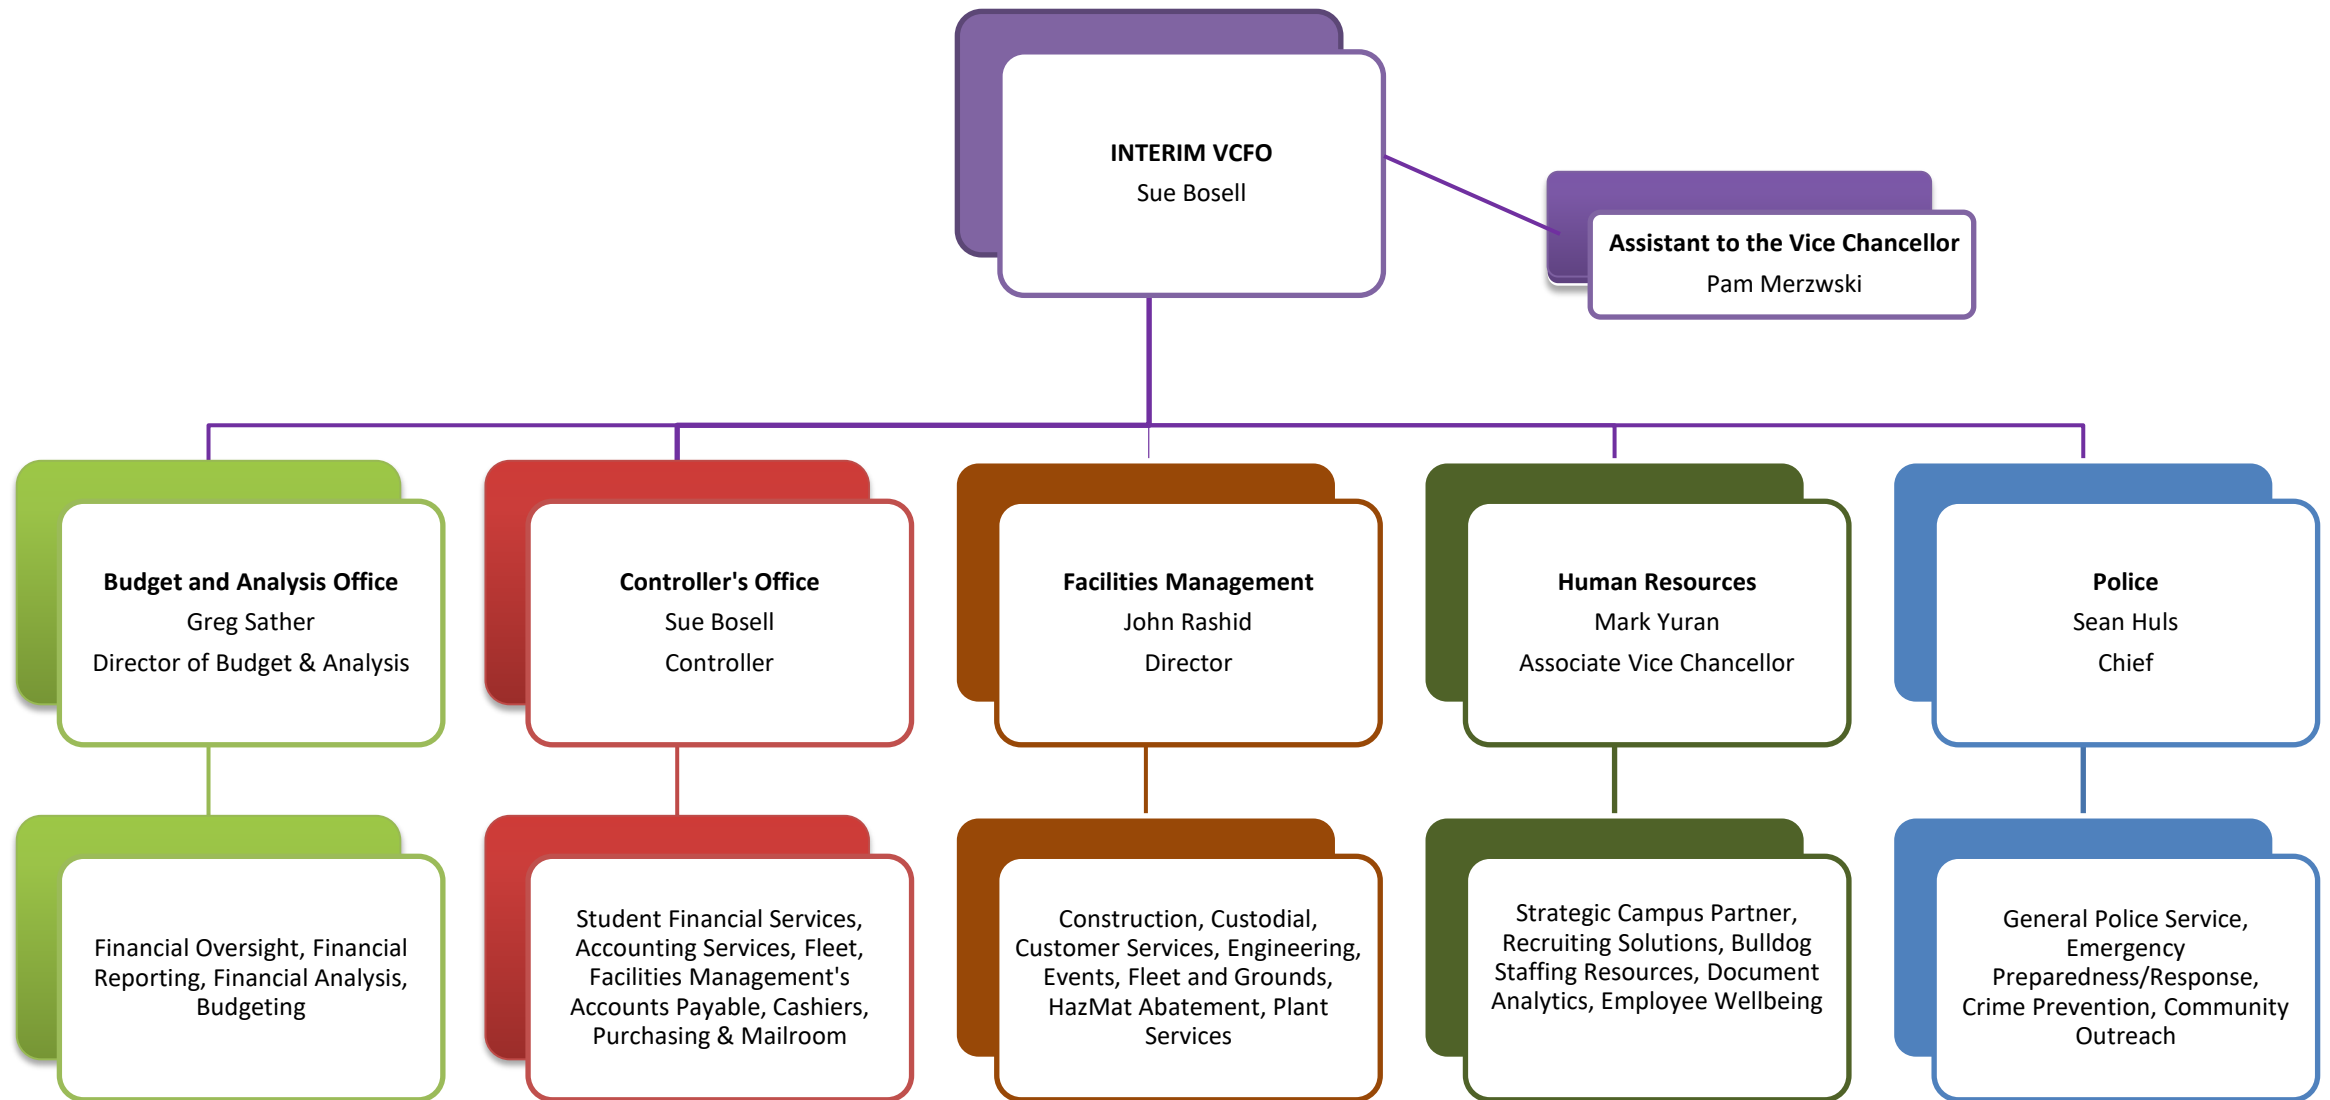 INTERIM VCFO
Sue Bosell
Assistant to the Vice Chancellor
Pam Merzwski
Budget and Analysis Office
Greg Sather
Director of Budget & Analysis
Controller's Office
Sue Bosell
Controller
Facilities Management
John Rashid
Director
Human Resources
Mark Yuran
Associate Vice Chancellor
Police
Sean Huls
Chief
Financial Oversight, Financial
Reporting, Financial Analysis,
Budgeting
Student Financial Services,
Accounting Services, Fleet,
Facilities Management's
Accounts Payable, Cashiers,
Purchasing & Mailroom
Construction, Custodial,
Customer Services, Engineering,
Events, Fleet and Grounds,
HazMat Abatement, Plant
Services
Strategic Campus Partner,
Recruiting Solutions, Bulldog
Staffing Resources, Document
Analytics, Employee Wellbeing
General Police Service,
Emergency
Preparedness/Response,
Crime Prevention, Community
Outreach